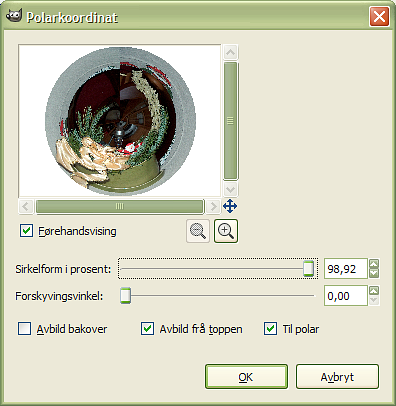 Polarkoordinat
Førehandsvising
Sirkelform i prosent: 98,92
Forskyvingsvinkel: 0,00
Avbild bakover Avbild frå toppen Til polar
OK Avbryt